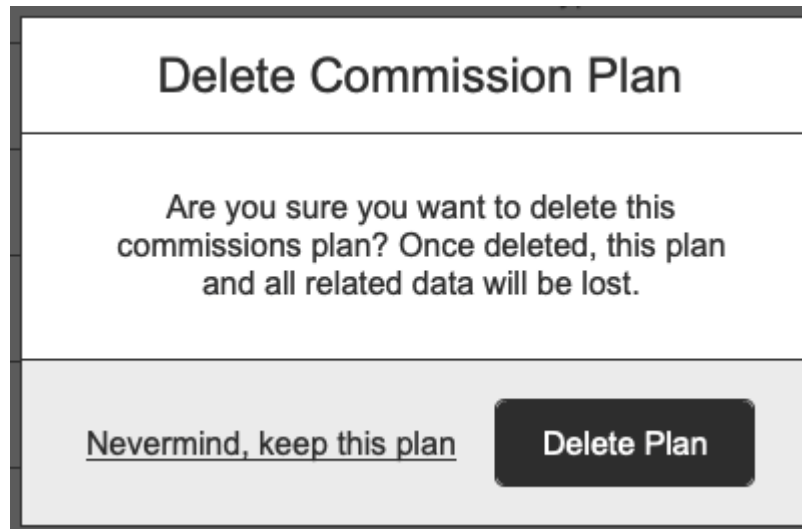 Delete Commission Plan
Are you sure you want to delete this
commissions plan? Once deleted, this plan
and all related data will be lost.
Nevermind, keep this plan
Delete Plan